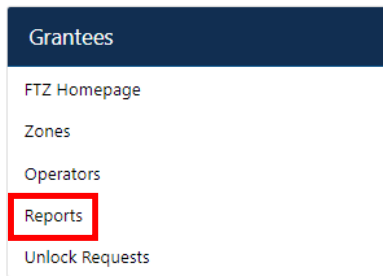 Grantees
FTZ Homepage
Zones
Operators
Reports
Unlock Requests